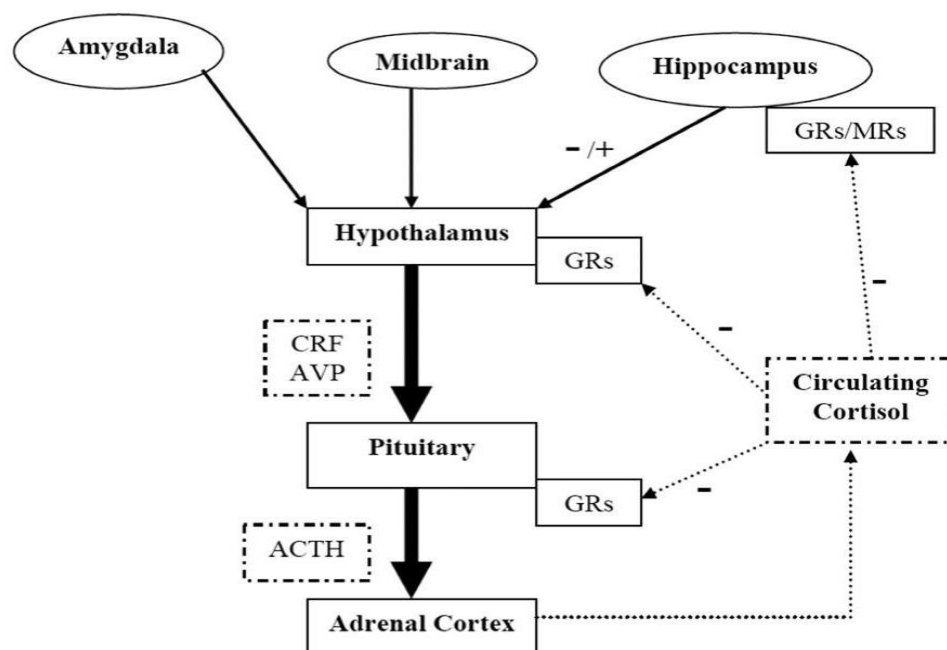 Amygdala
Midbrain
Hippocampus
GRs/MRs
- /+
Hypothalamus
GRs
-
-
CRF
AVP
Circulating
Cortisol
Pituitary
GRs
-
ACTH
Adrenal Cortex